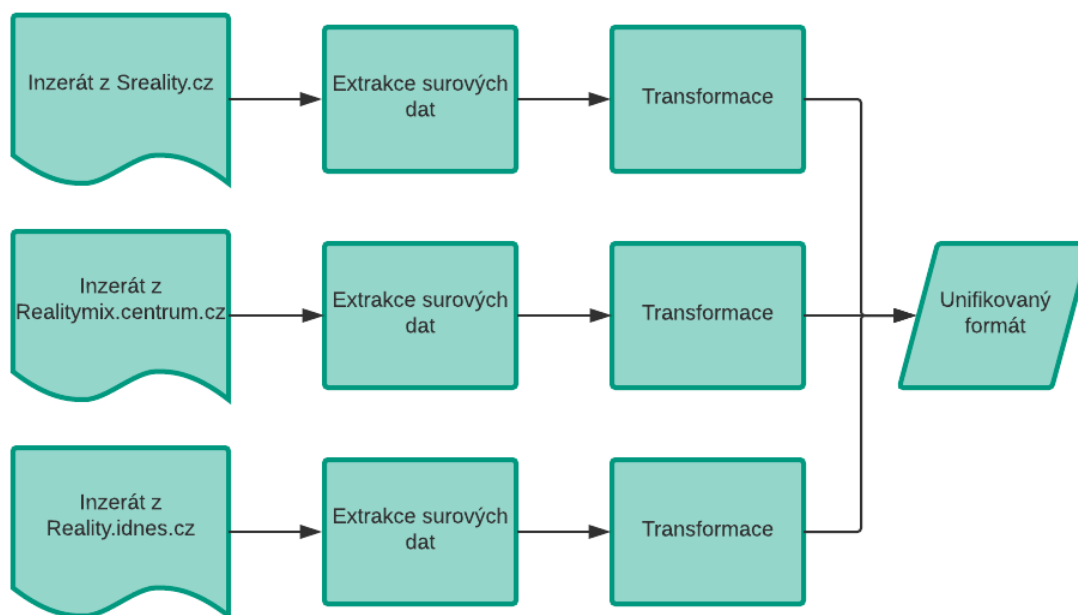 Inzerát z Sreality.cz
Extrakce surových
dat
Transformace
Inzerát z
Realitymix.centrum.cz
Extrakce surových
dat
Transformace
Unifikovaný
formát
Inzerát z
Reality.idnes.cz
Extrakce surových
dat
Transformace